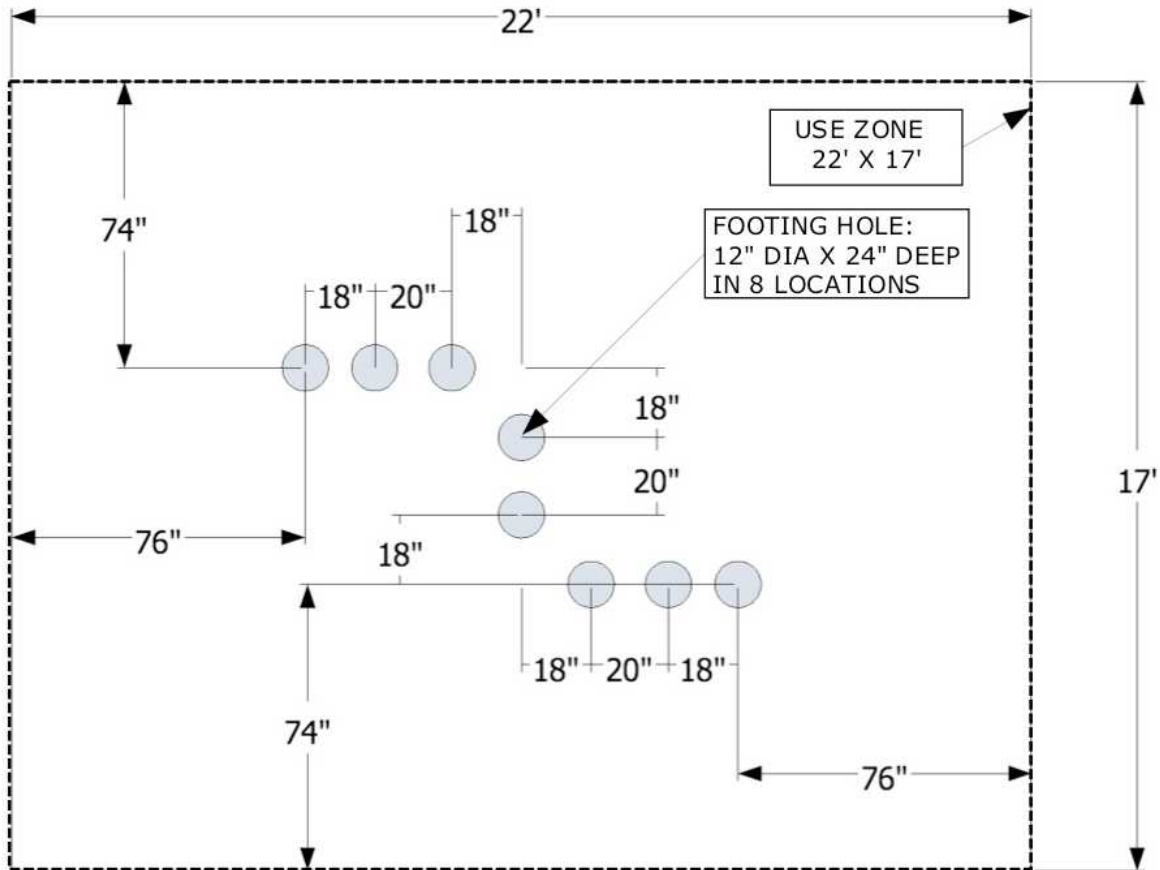 22'
USE ZONE
22' X 17'
74"
18"
FOOTING HOLE:
12" DIA X 24" DEEP
IN 8 LOCATIONS
18" 20"
18"
20"
17'
76"
18"
18" 20" 18"
74"
76"